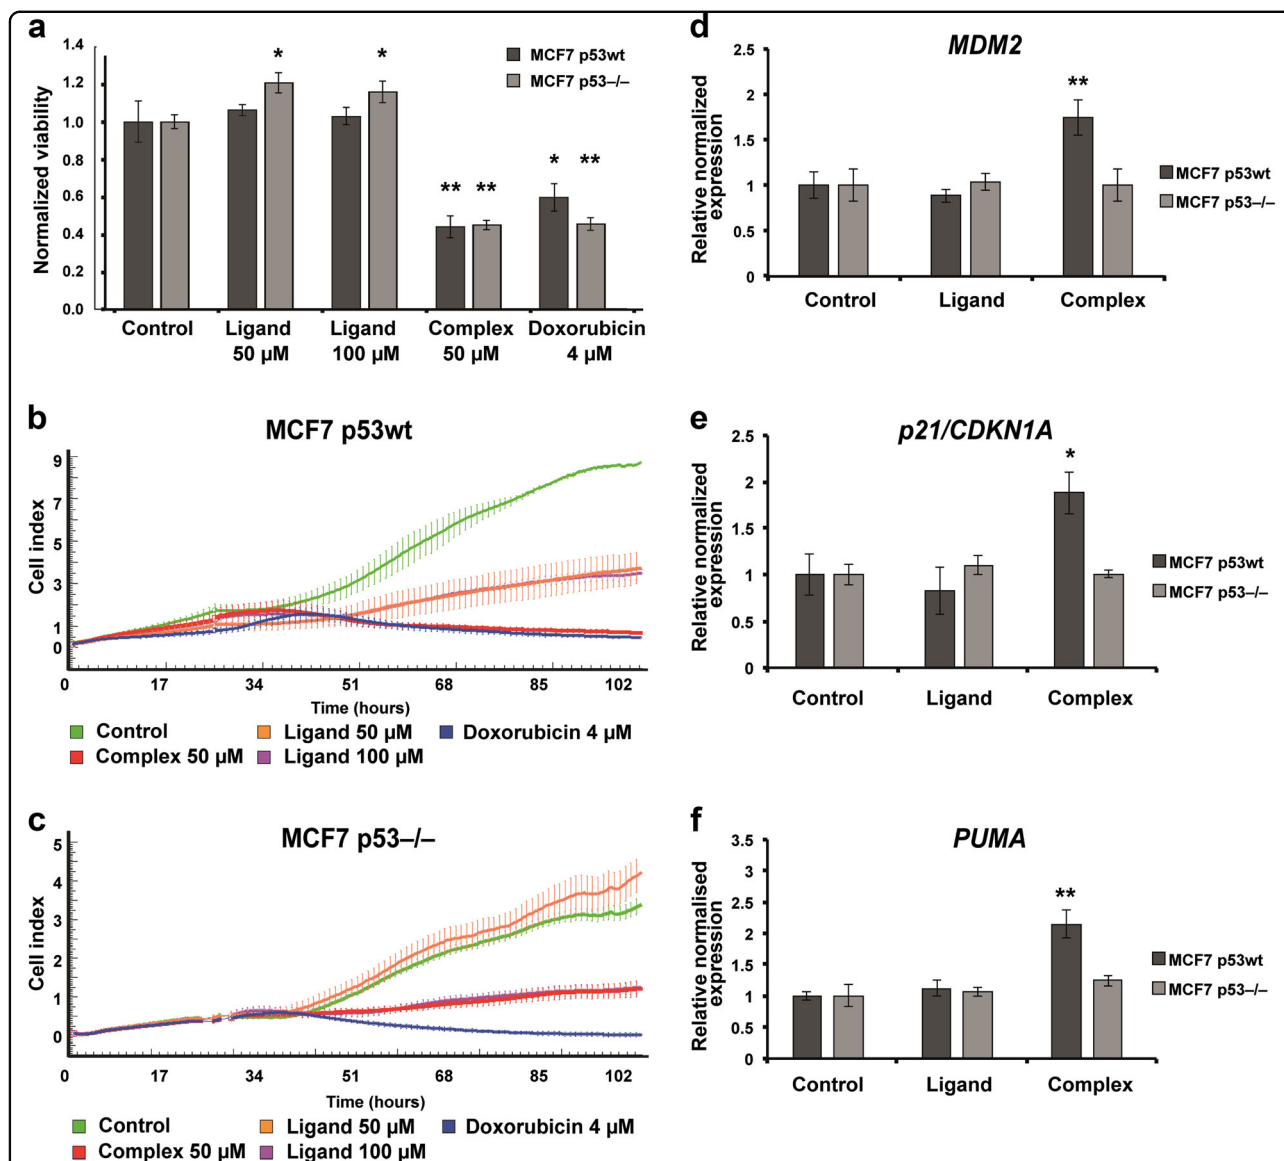 a
1.4
1.2
1.0
0.8
0.6
0.4
0.2
0.0
Normalized viability
* * ** ** * **
MCF7 p53wt
MCF7 p53–/–
Control
Ligand 50 µM
Ligand 100 µM
Complex 50 µM
Doxorubicin 4 µM
b
MCF7 p53wt
Cell index
9
7
5
3
1
0
0 17 34 51 68 85 102
Time (hours)
Control
Ligand 50 µM
Doxorubicin 4 µM
Complex 50 µM
Ligand 100 µM
c
MCF7 p53–/–
Cell index
5
4
3
2
1
0
0 17 34 51 68 85 102
Time (hours)
Control
Ligand 50 µM
Doxorubicin 4 µM
Complex 50 µM
Ligand 100 µM
d
MDM2
Relative normalized
expression
2.5
2
1.5
1
0.5
0
**
MCF7 p53wt
MCF7 p53–/–
Control Ligand Complex
e
p21/CDKN1A
Relative normalized
expression
2.5
2
1.5
1
0.5
0
*
MCF7 p53wt
MCF7 p53–/–
Control Ligand Complex
f
PUMA
Relative normalised
expression
3.5
3
2.5
2
1.5
1
0.5
0
**
MCF7 p53wt
MCF7 p53–/–
Control Ligand Complex